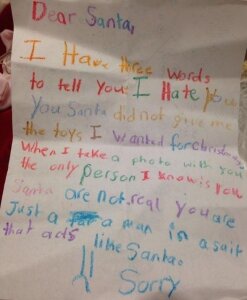 Dear Santa,
I Have three words
to tell you: I Hate you
You Santa did not give me
the toys I wanted for christmas
When I take a photo with you
the only person I know is you
Santa are not real you are
Just a man in a suit
that acts like Santa.
Sorry